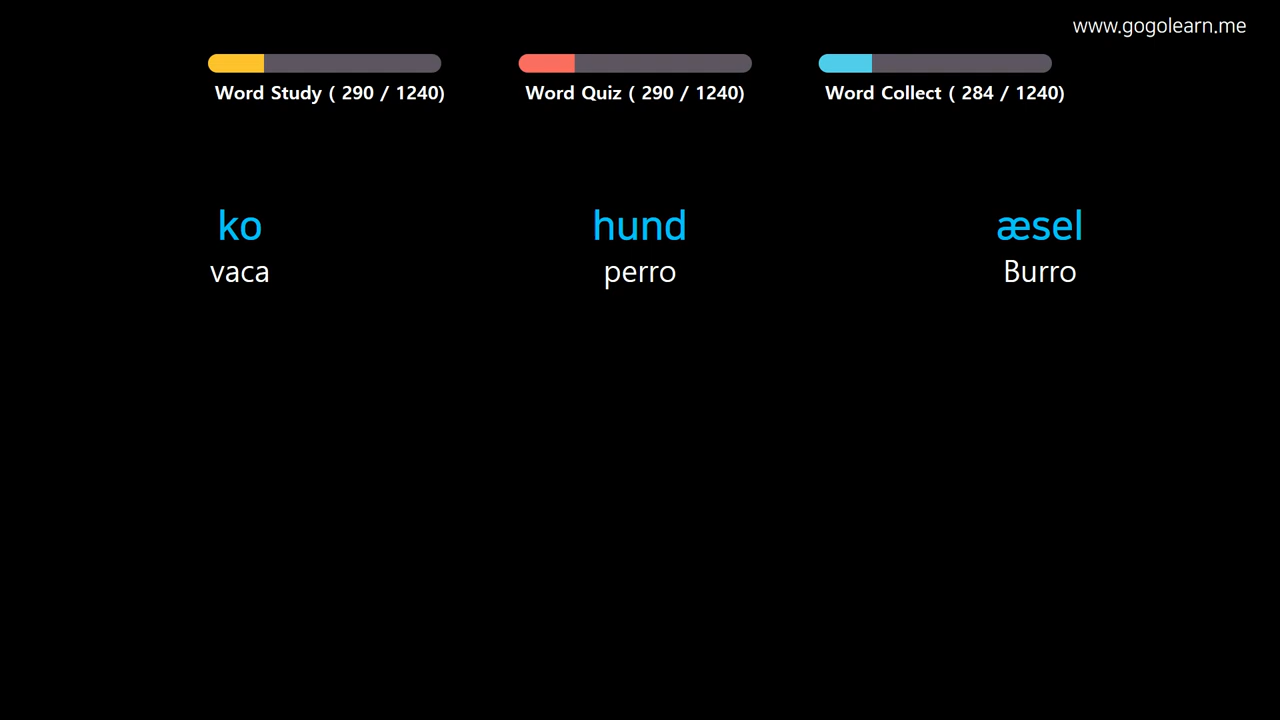 www.gogolearn.me
Word Study ( 290 / 1240)
Word Quiz ( 290 / 1240)
Word Collect ( 284 / 1240)
ko
vaca
hund
perro
æsel
Burro